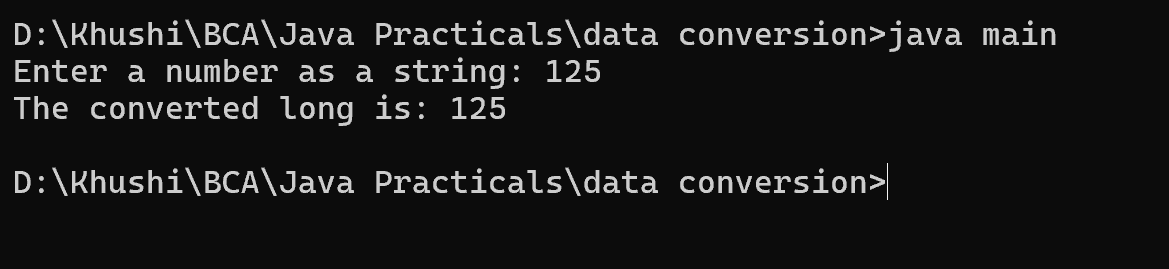 D:\Khushi\BCA\Java Practicals\data conversion>java main
Enter a number as a string: 125
The converted long is: 125
D:\Khushi\BCA\Java Practicals\data conversion>